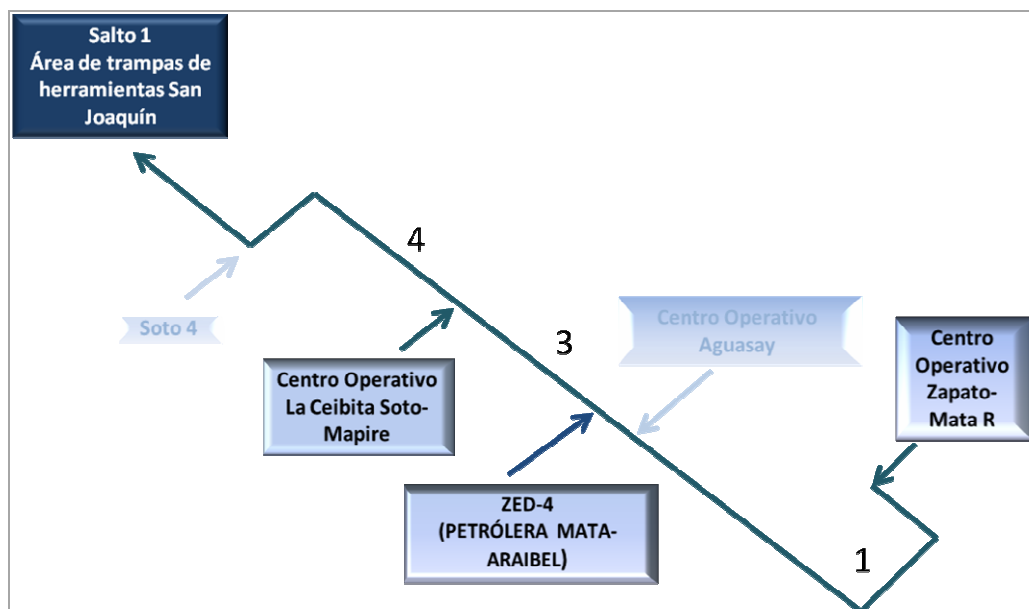 Salto 1
Área de trampas de
herramientas San
Joaquín
4
Soto 4
3
Centro Operativo
Aguasay
Centro
Operativo
Zapato-
Mata R
Centro Operativo
La Ceibita Soto-
Mapire
ZED-4
(PETRÓLERA MATA-
ARAIBEL)
1